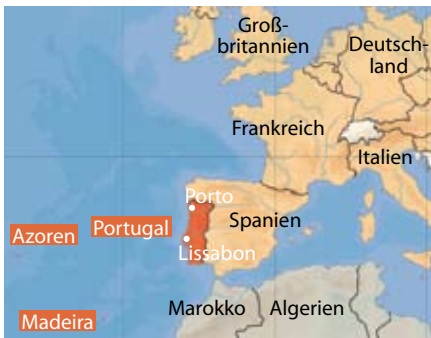 Groß-
britannien
Deutsch-
land
Frankreich
Italien
Porto
Portugal
Spanien
Azoren
Lissabon
Marokko
Algerien
Madeira